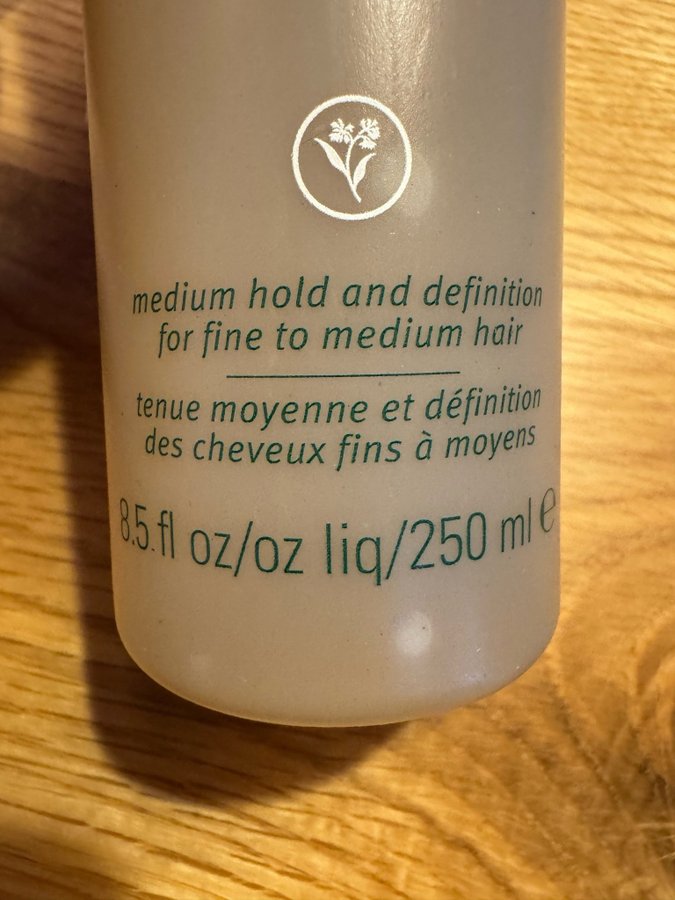 medium hold and definition
for fine to medium hair
tenue moyenne et définition
des cheveux fins à moyens
8.5 fl oz/oz liq/250 ml ℮